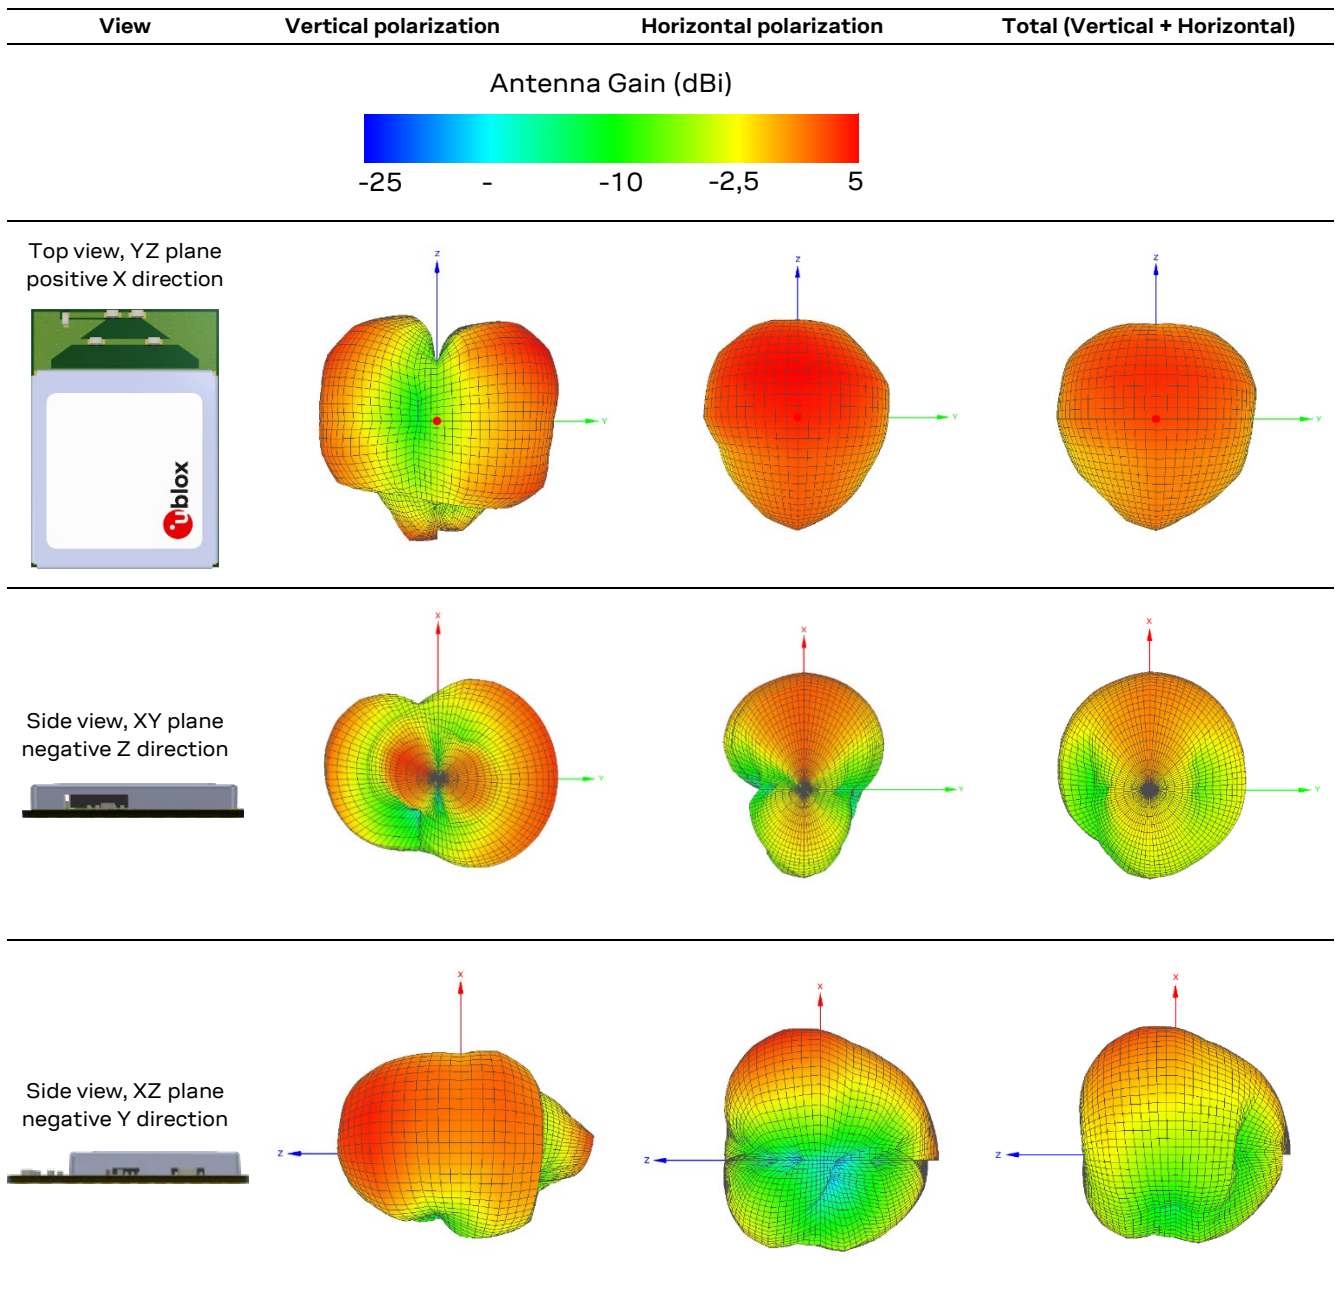 View Vertical polarization Horizontal polarization Total (Vertical + Horizontal)
Antenna Gain (dBi)
-25 - -10 -2,5 5
Top view, YZ plane
positive X direction
ublox
Z
Y
Z
Y
Z
Y
Side view, XY plane
negative Z direction
X
Y
X
Y
X
Y
Side view, XZ plane
negative Y direction
X
Z
X
Z
X
Z